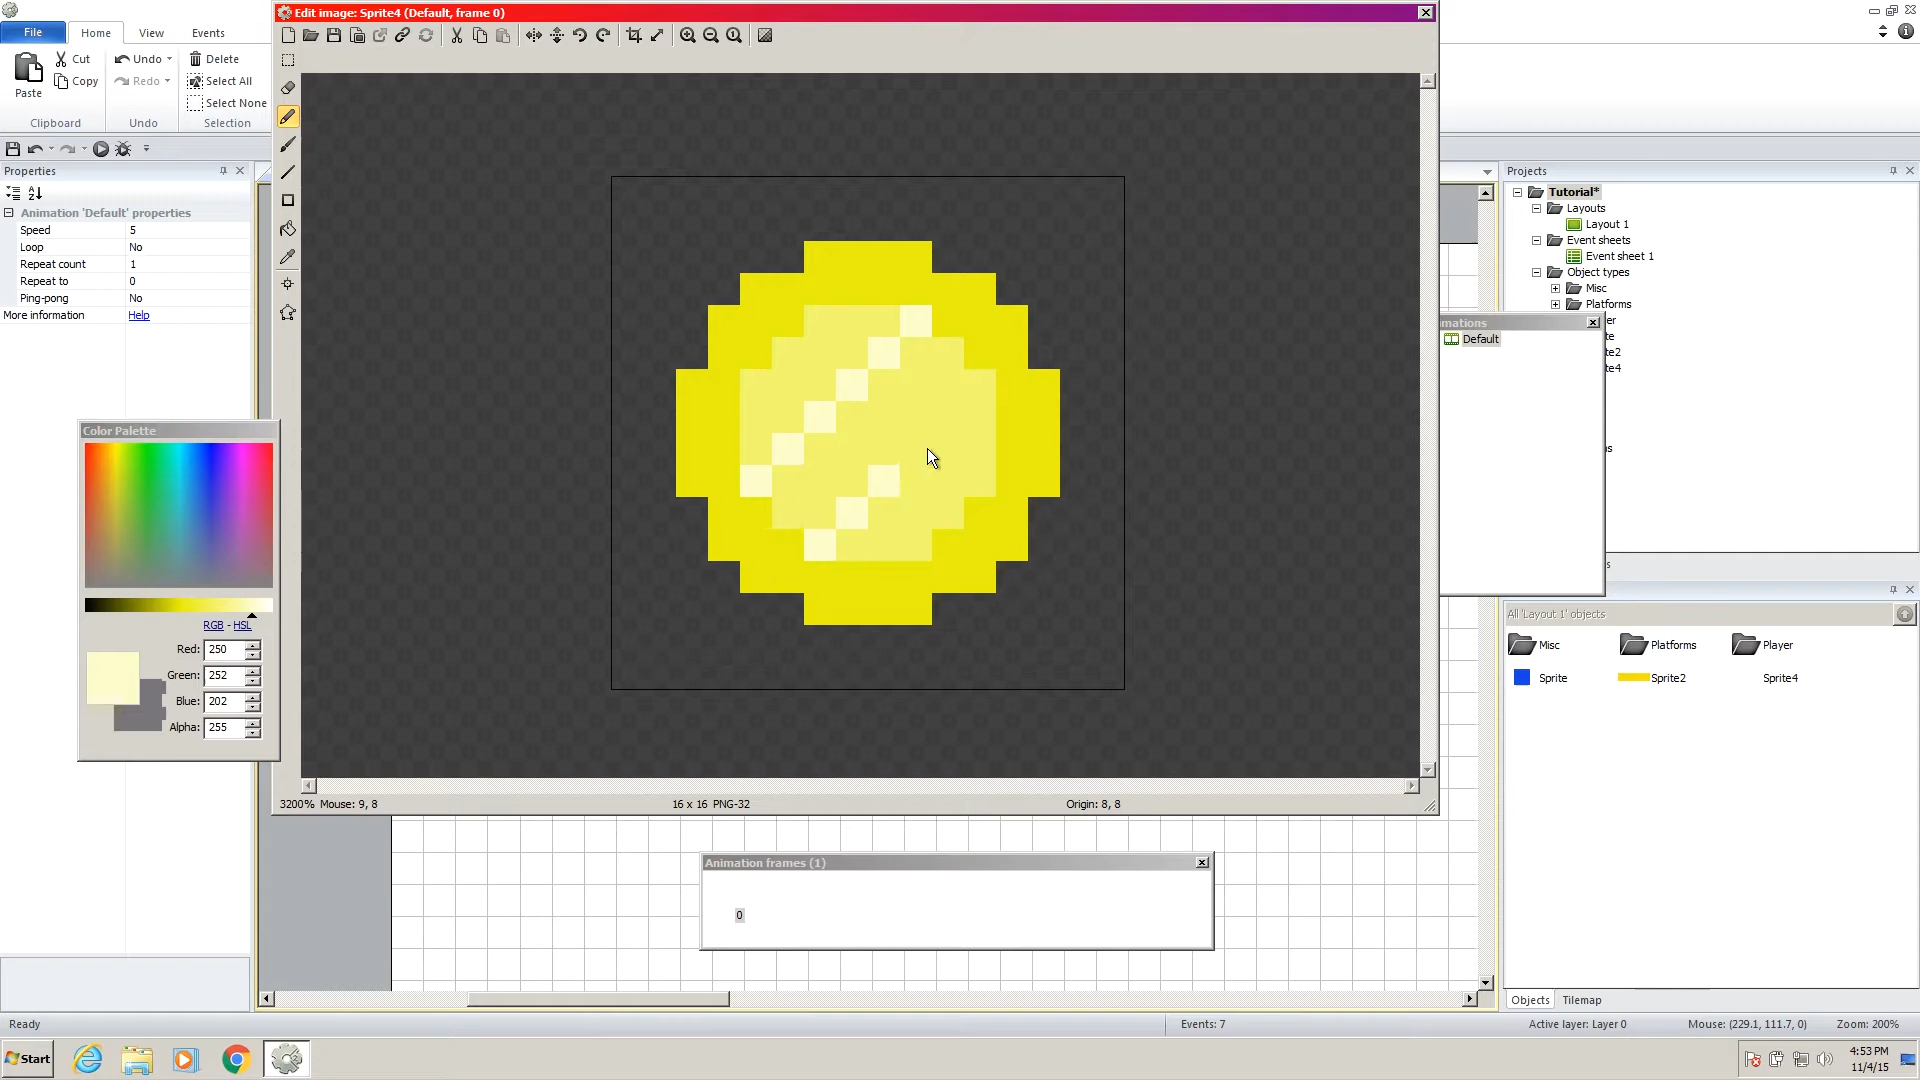 Edit image: Sprite4 (Default, frame 0)
File Home View Events
Cut Undo Delete
Copy Redo Select All
Paste Select None
Clipboard Undo Selection
Properties
Animation 'Default' properties
Speed 5
Loop No
Repeat count 1
Repeat to 0
Ping-pong No
More information Help
Color Palette
RGB - HSL
Red: 250
Green: 252
Blue: 202
Alpha: 255
3200% Mouse: 9, 8 16 x 16 PNG-32 Origin: 8, 8
Animation frames (1)
0
Projects
Tutorial*
Layouts
Layout 1
Event sheets
Event sheet 1
Object types
Misc
Platforms
er
te
te2
te4
s
mations
Default
s
All 'Layout 1' objects
Misc Platforms Player
Sprite Sprite2 Sprite4
Objects Tilemap
Ready Events: 7 Active layer: Layer 0 Mouse: (229.1, 111.7, 0) Zoom: 200%
Start 4:53 PM
11/4/15